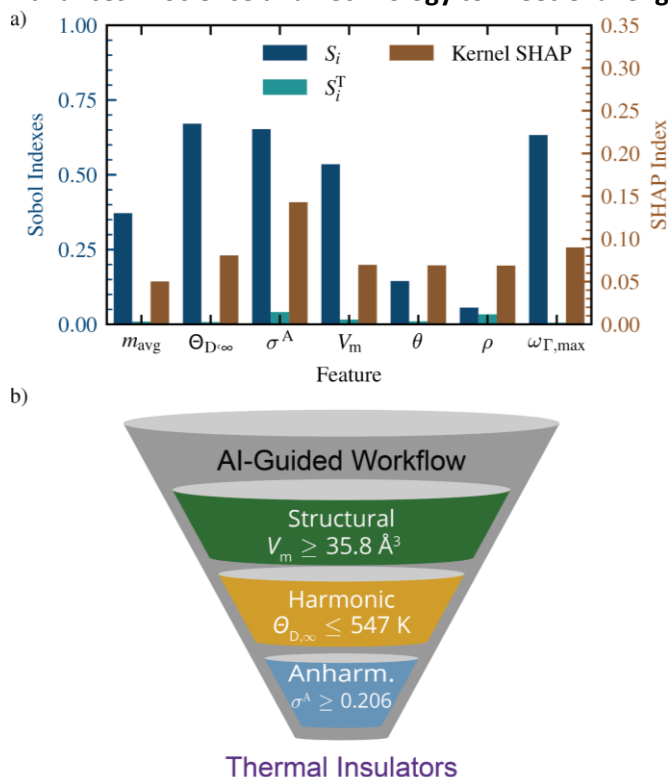 a)
1.00
0.75
0.50
0.25
0.00
Sobol Indexes
S_i
S_i^T
Kernel SHAP
0.35
0.30
0.25
0.20
0.15
0.10
0.05
0.00
SHAP Index
m_avg Θ_D,∞ σ^A V_m θ ρ ω_Γ,max
Feature
b)
AI-Guided Workflow
Structural
V_m ≥ 35.8 Å³
Harmonic
Θ_D,∞ ≤ 547 K
Anharm.
σ^A ≥ 0.206
Thermal Insulators